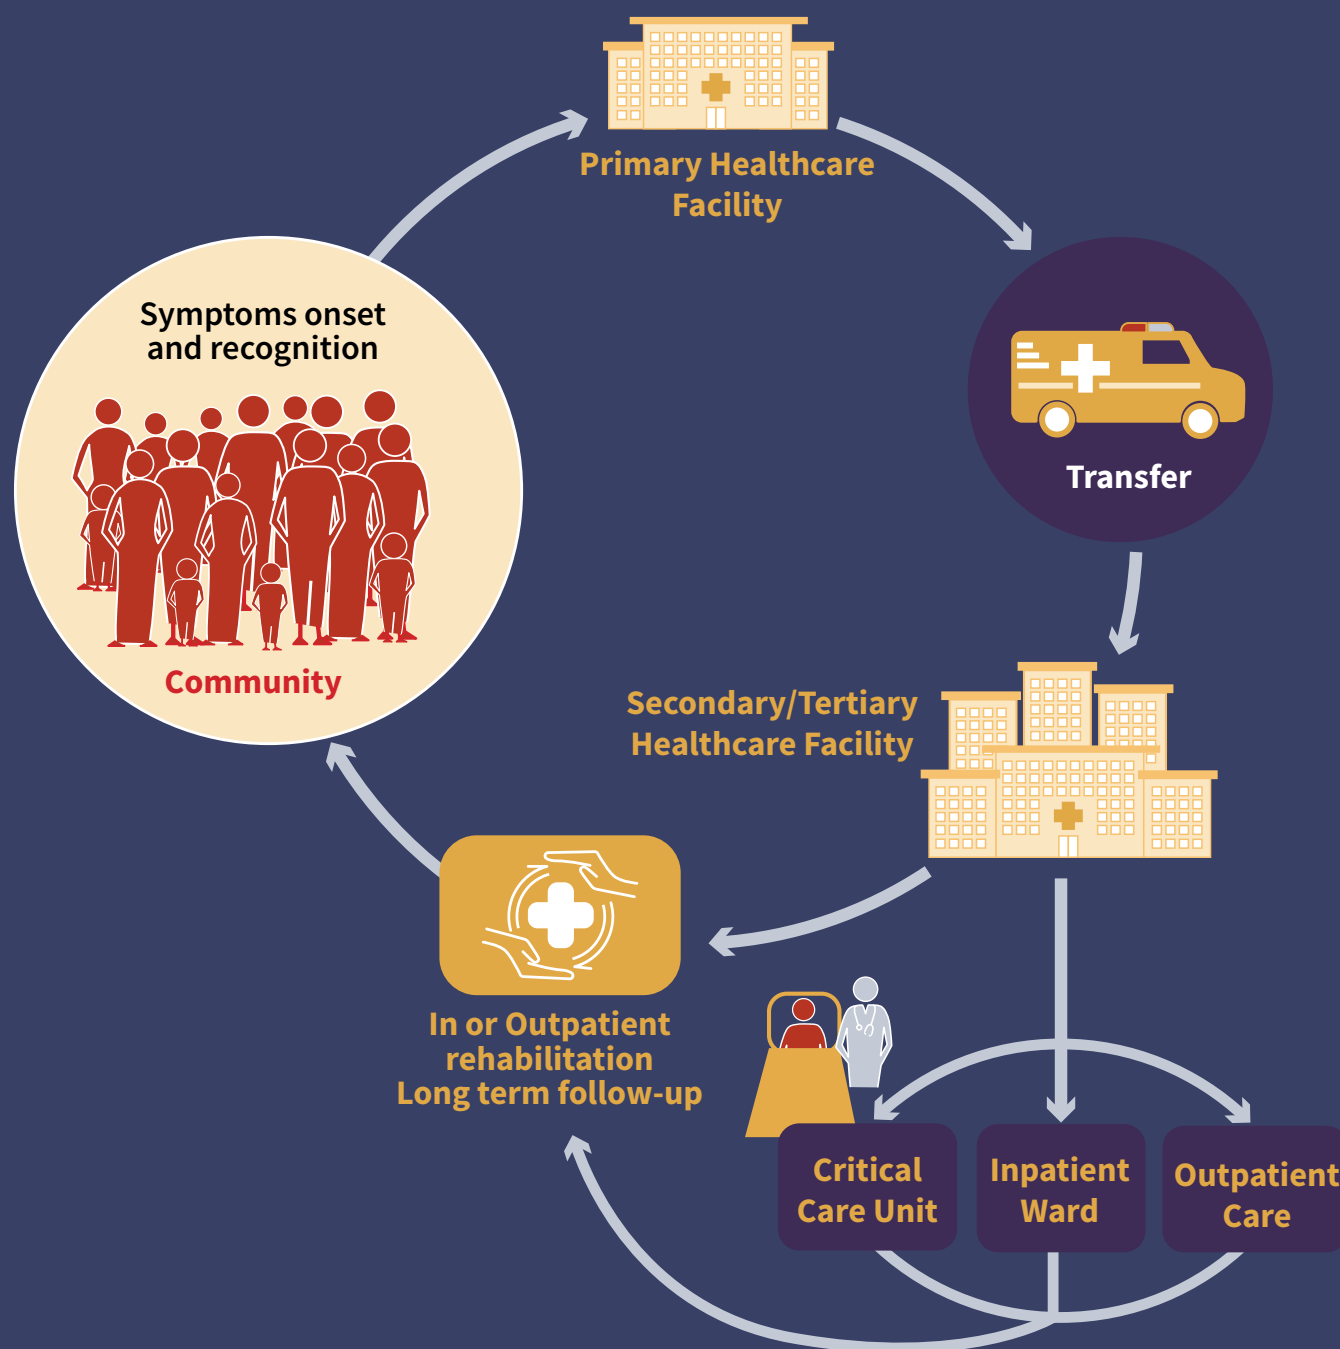 Primary Healthcare
Facility
Symptoms onset
and recognition
Community
Transfer
Secondary/Tertiary
Healthcare Facility
In or Outpatient
rehabilitation
Long term follow-up
Critical
Care Unit
Inpatient
Ward
Outpatient
Care